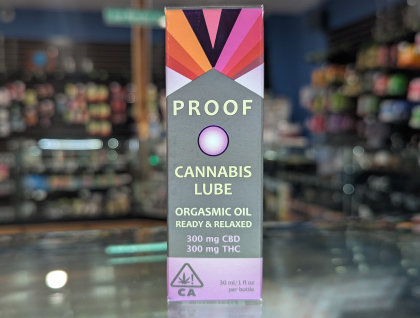 PROOF
CANNABIS
LUBE
ORGASMIC OIL
READY & RELAXED
300 mg CBD
300 mg THC
30 ml/1 fl oz
per bottle
CA